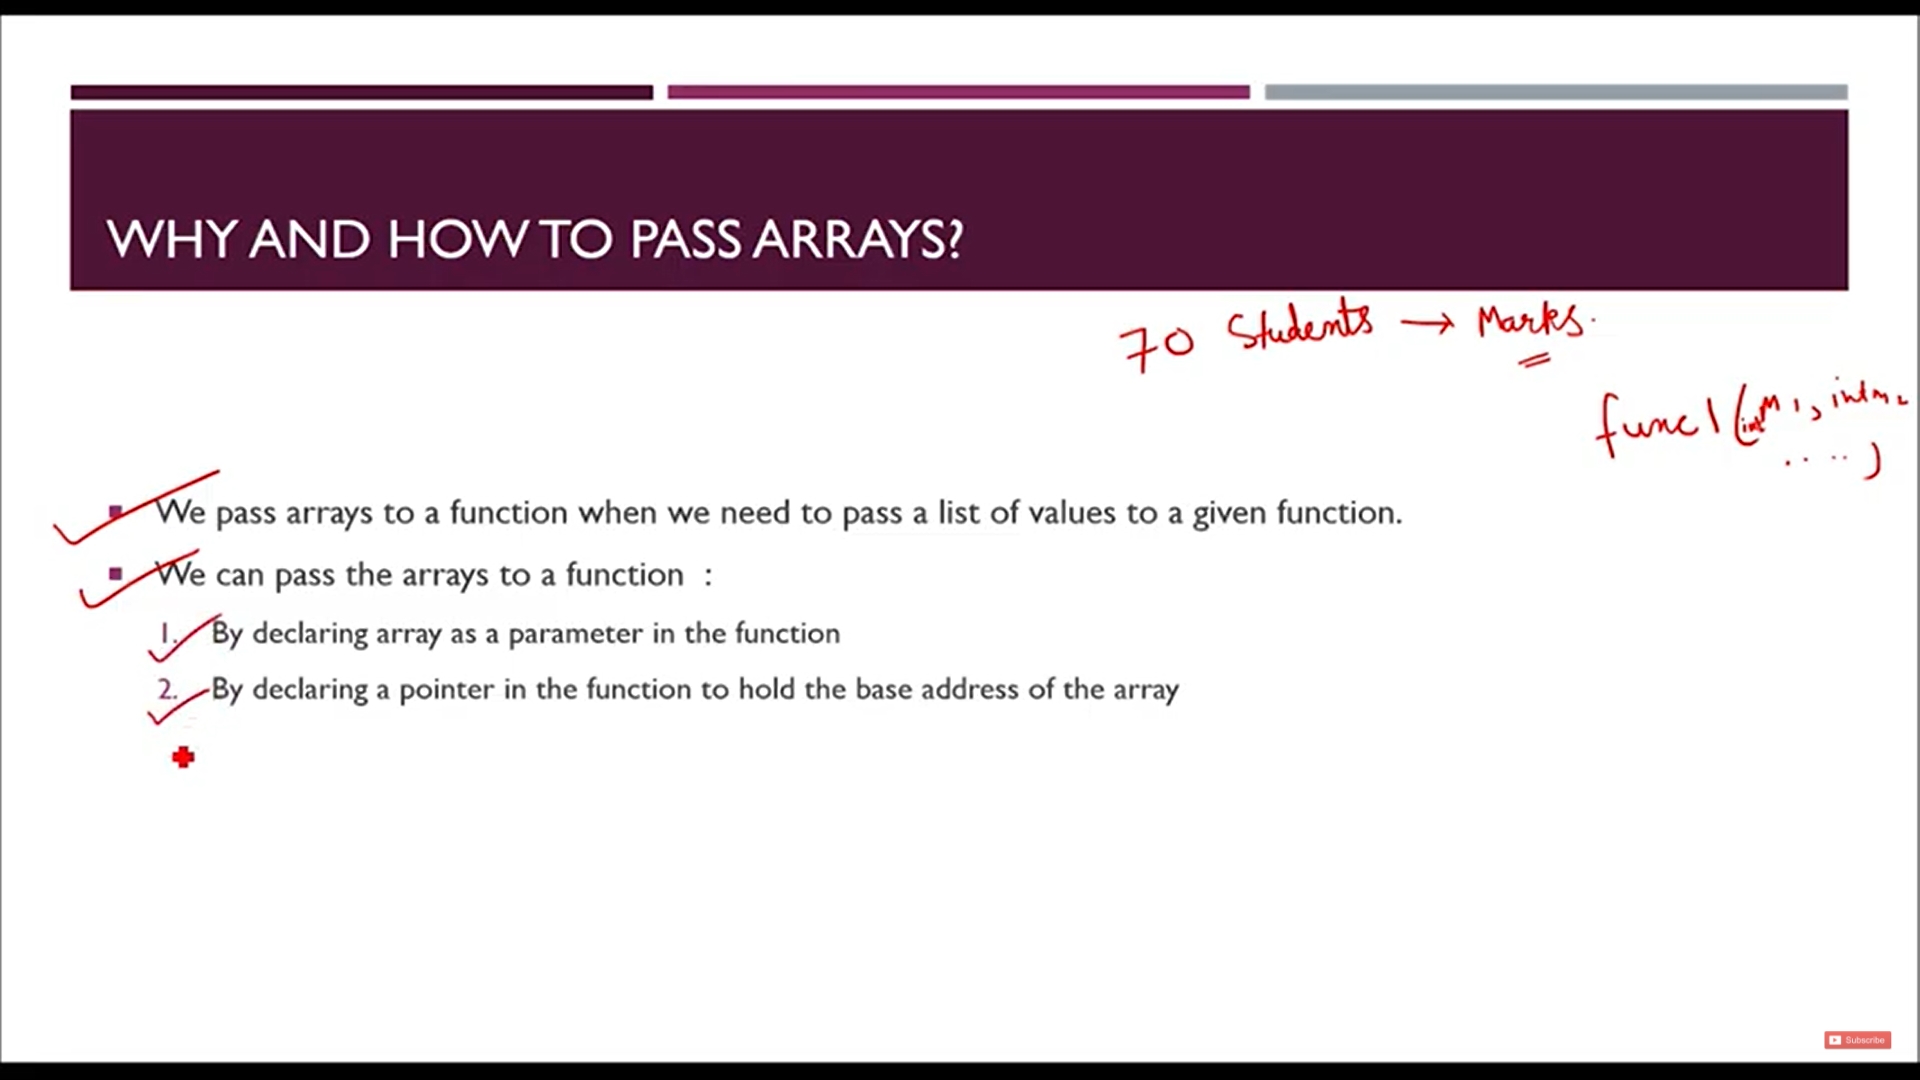 WHY AND HOW TO PASS ARRAYS?
70 Students → Marks.
func1(int M1, int m2
.....)
We pass arrays to a function when we need to pass a list of values to a given function.
We can pass the arrays to a function :
1. By declaring array as a parameter in the function
2. By declaring a pointer in the function to hold the base address of the array
Subscribe